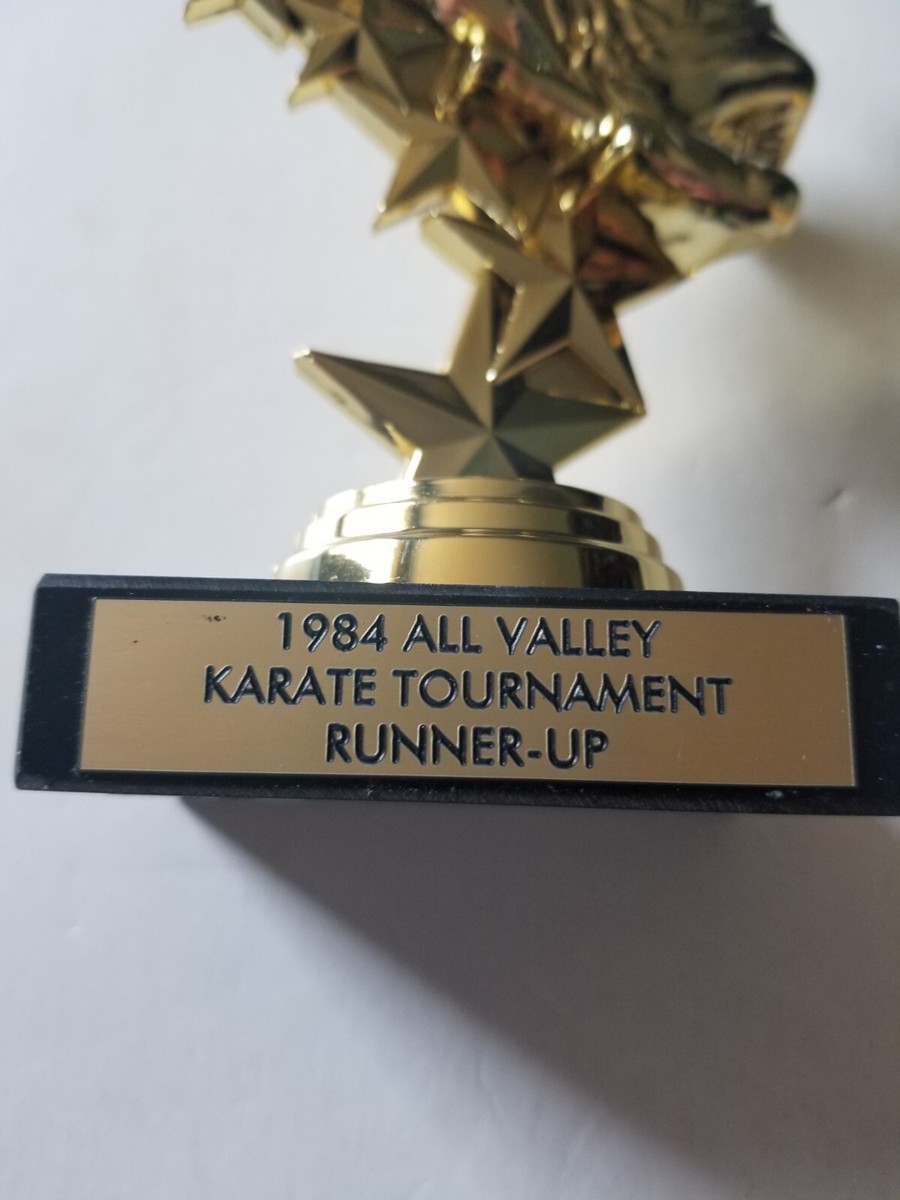 1984 ALL VALLEY
KARATE TOURNAMENT
RUNNER-UP